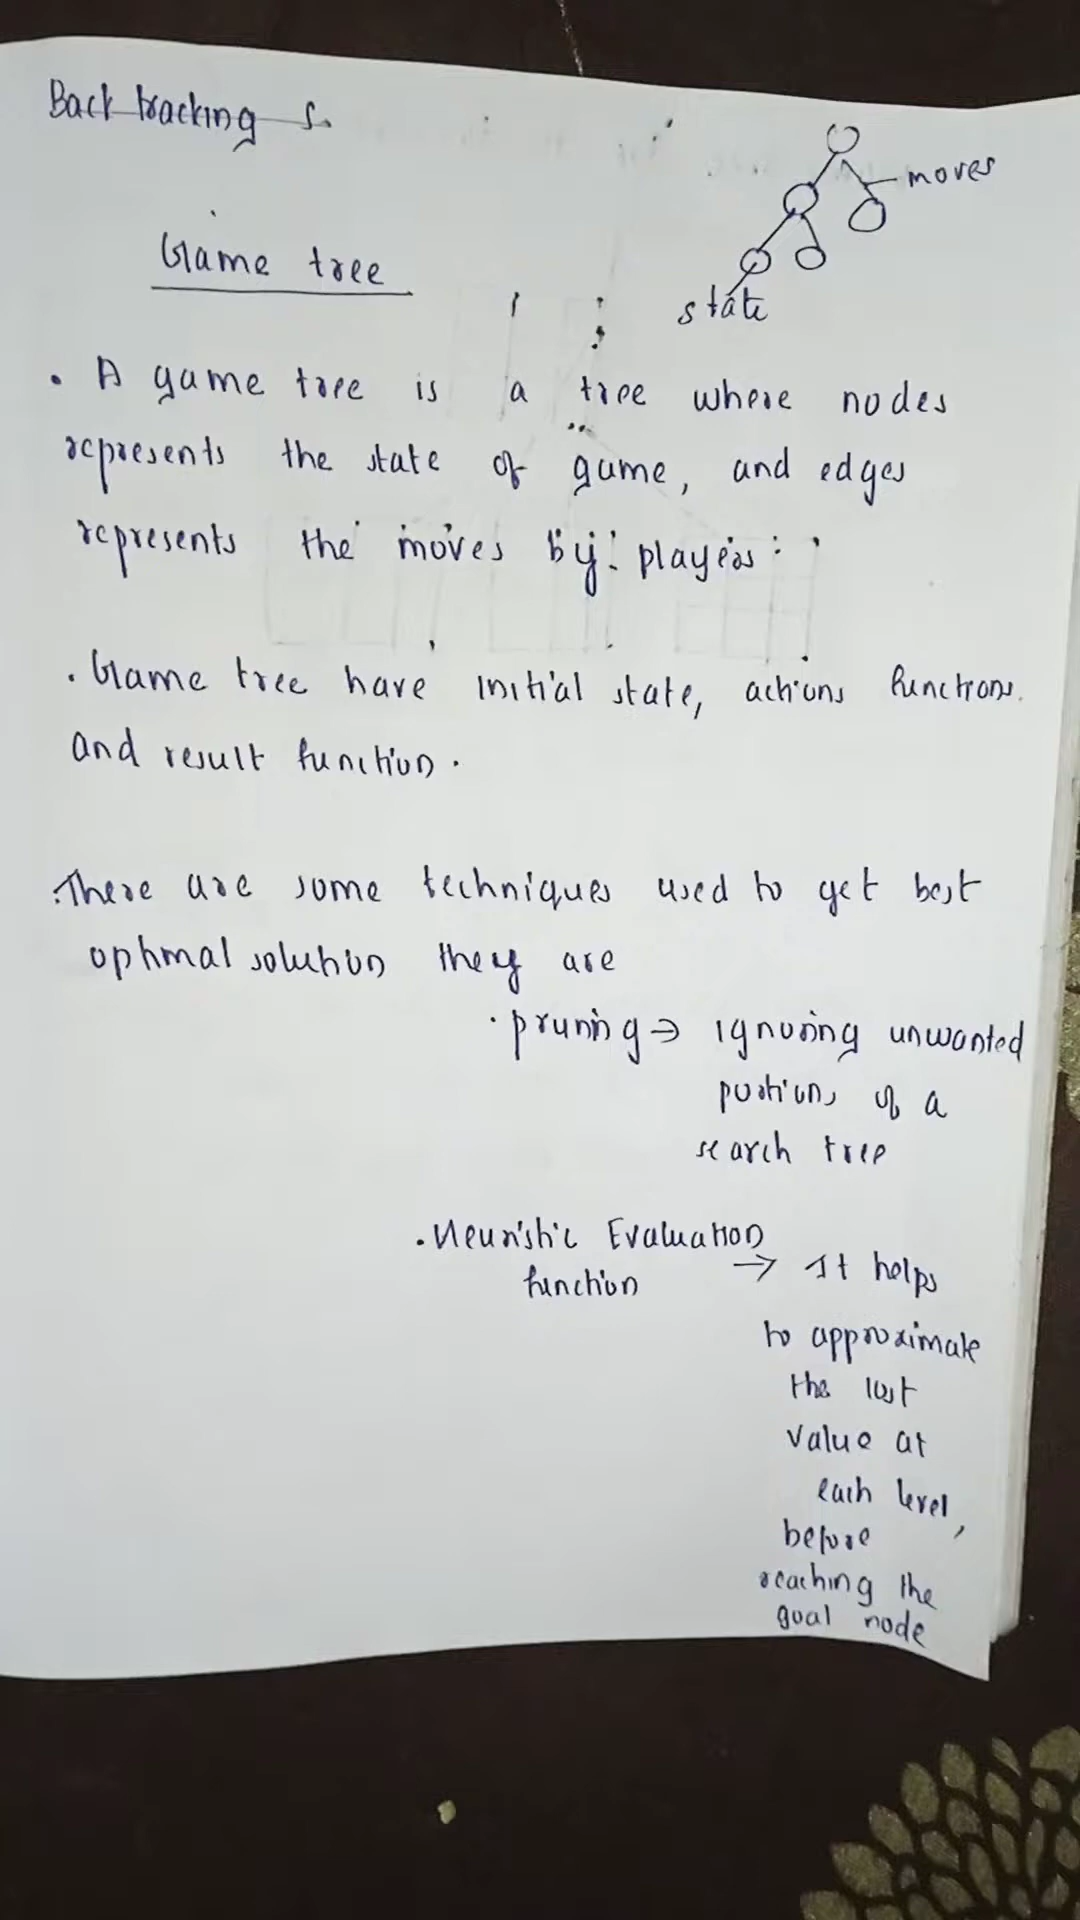 Back tracking S.
moves
Game tree
state
. A game tree is a tree where nodes
represents the state of game, and edges
represents the moves by players.
. Game tree have initial state, actions functions.
and result function.
. There are some techniques used to get best
optimal solution they are
. pruning → ignoring unwanted
portions of a
search tree
. Heuristic Evaluation
function → It helps
to approximate
the
value at
each level,
before
reaching the
goal node